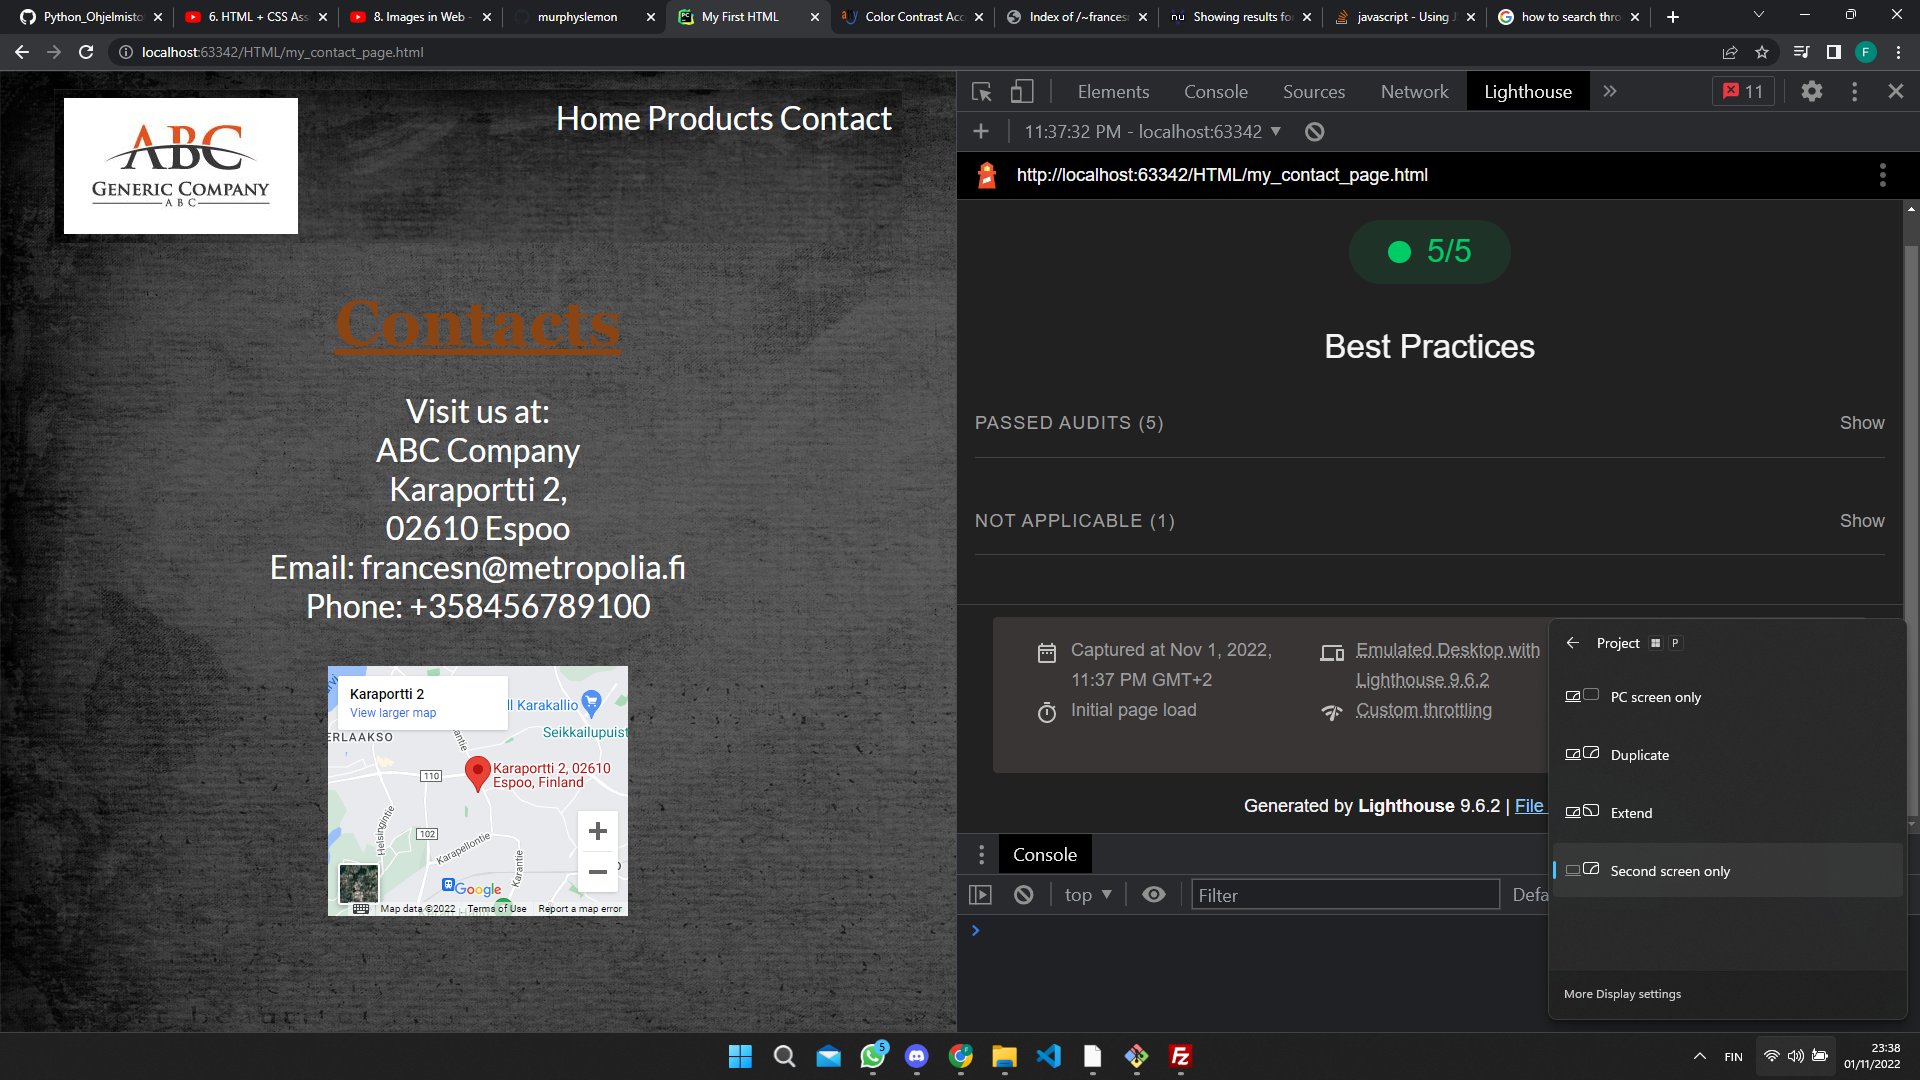 Python_Ohjelmisto
6. HTML + CSS Ass
8. Images in Web -
murphyslemon
My First HTML
Color Contrast Acc
Index of /~francesn
Showing results fo
javascript - Using J
how to search thro
localhost:63342/HTML/my_contact_page.html
F
ABC
GENERIC COMPANY
ABC
Home Products Contact
Contacts
Visit us at:
ABC Company
Karaportti 2,
02610 Espoo
Email: francesn@metropolia.fi
Phone: +358456789100
Karaportti 2
View larger map
ll Karakallio
Seikkailupuist
ERLAAKSO
110
Karaportti 2, 02610
Espoo, Finland
102
Helsingintie
Karapellontie
Karantie
Google
Map data ©2022
Terms of Use
Report a map error
Elements
Console
Sources
Network
Lighthouse
11
11:37:32 PM - localhost:63342
http://localhost:63342/HTML/my_contact_page.html
5/5
Best Practices
PASSED AUDITS (5)
Show
NOT APPLICABLE (1)
Show
Captured at Nov 1, 2022,
11:37 PM GMT+2
Initial page load
Emulated Desktop with
Lighthouse 9.6.2
Custom throttling
Generated by Lighthouse 9.6.2 | File
Console
top
Filter
Defa
Project
P
PC screen only
Duplicate
Extend
Second screen only
More Display settings
5
FIN
23:38
01/11/2022